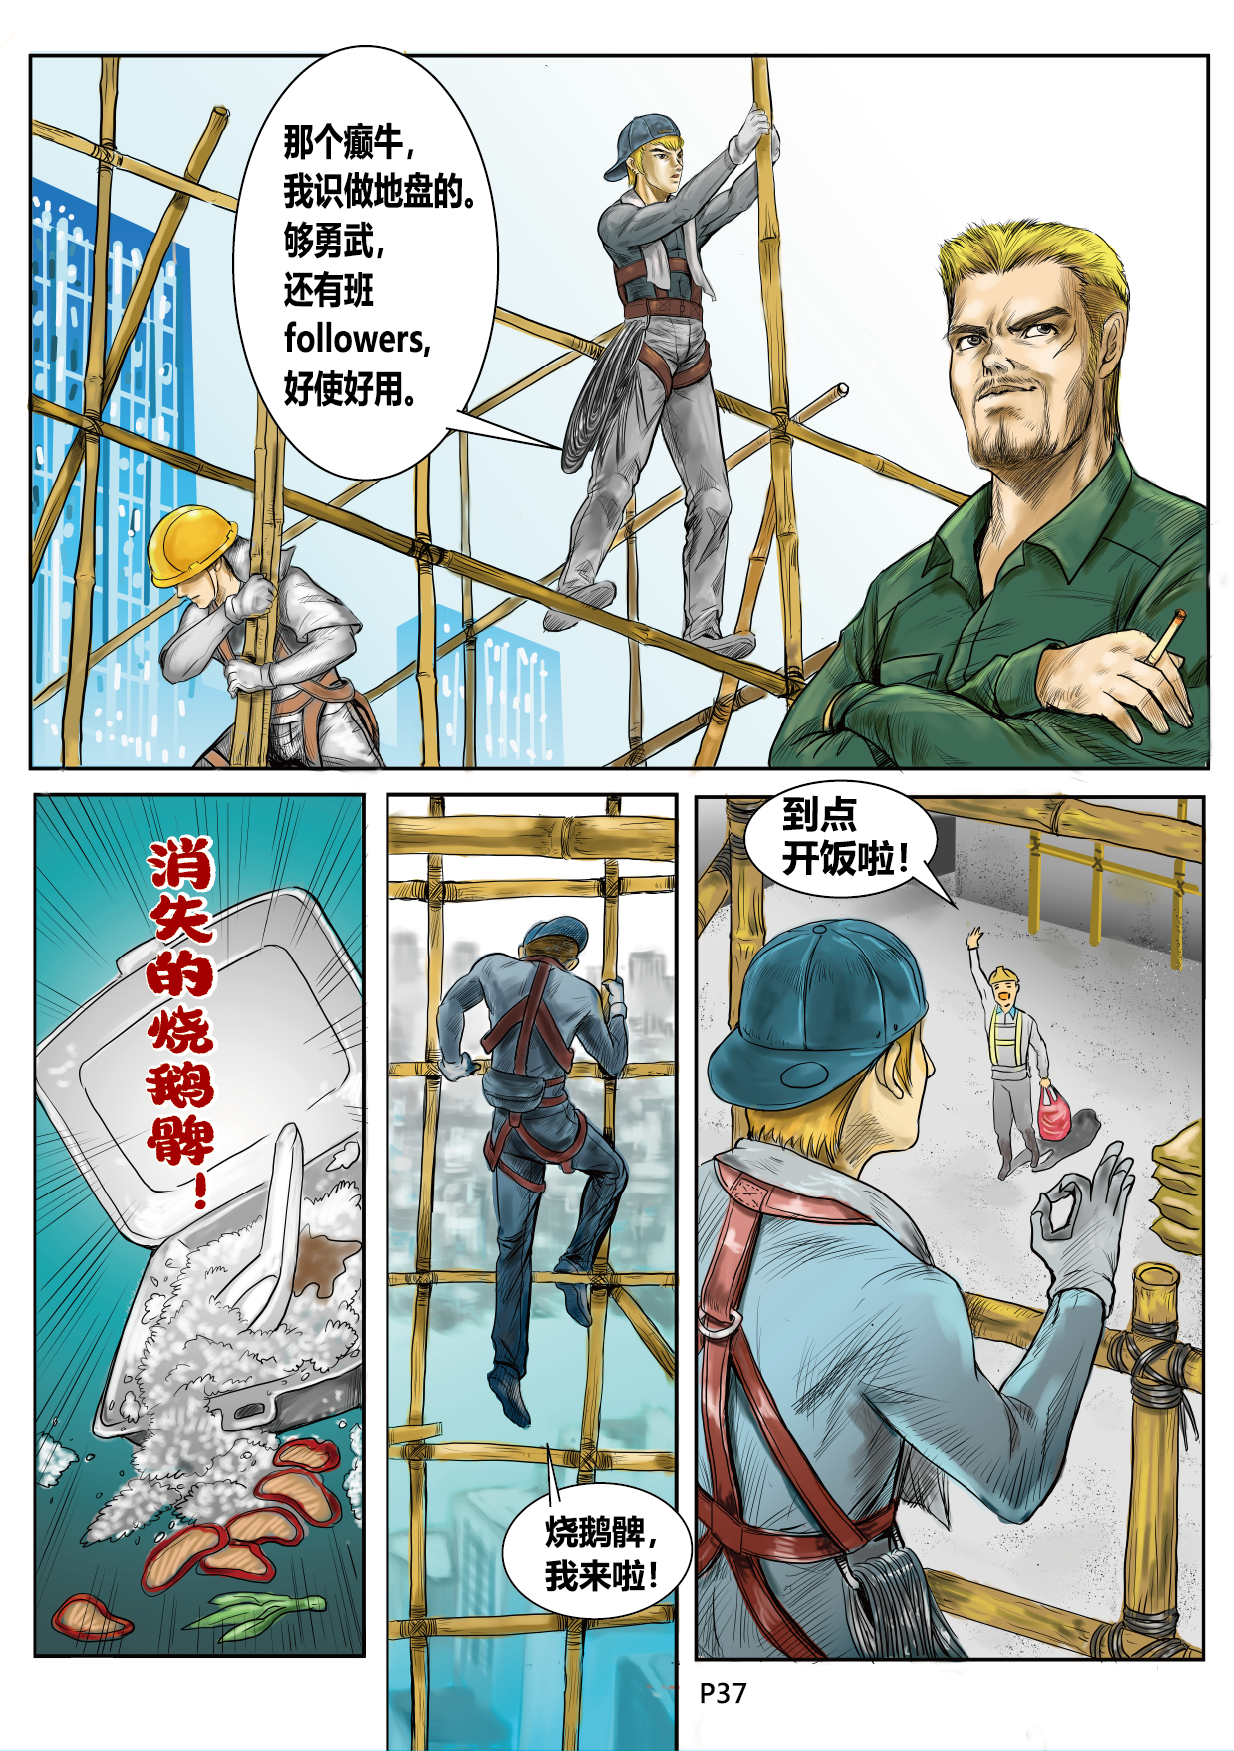 那个癫牛，
我识做地盘的。
够勇武，
还有班
followers,
好使好用。
到点
开饭啦！
烧鹅髀，
我来啦！
消失的烧鹅髀！
P37